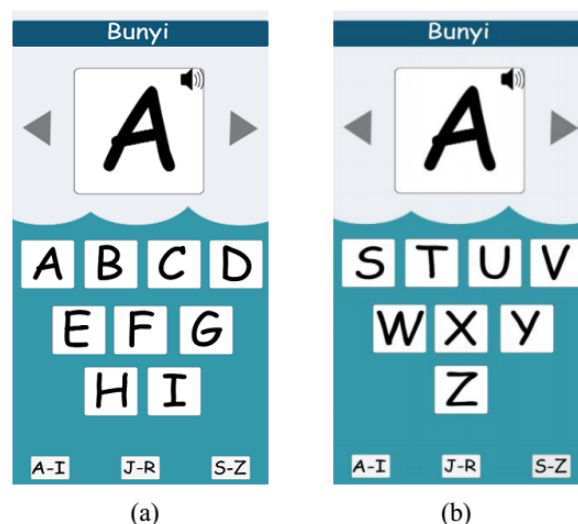 Bunyi
A
A B C D
E F G
H I
A-I J-R S-Z
(a)
Bunyi
A
S T U V
W X Y
Z
A-I J-R S-Z
(b)